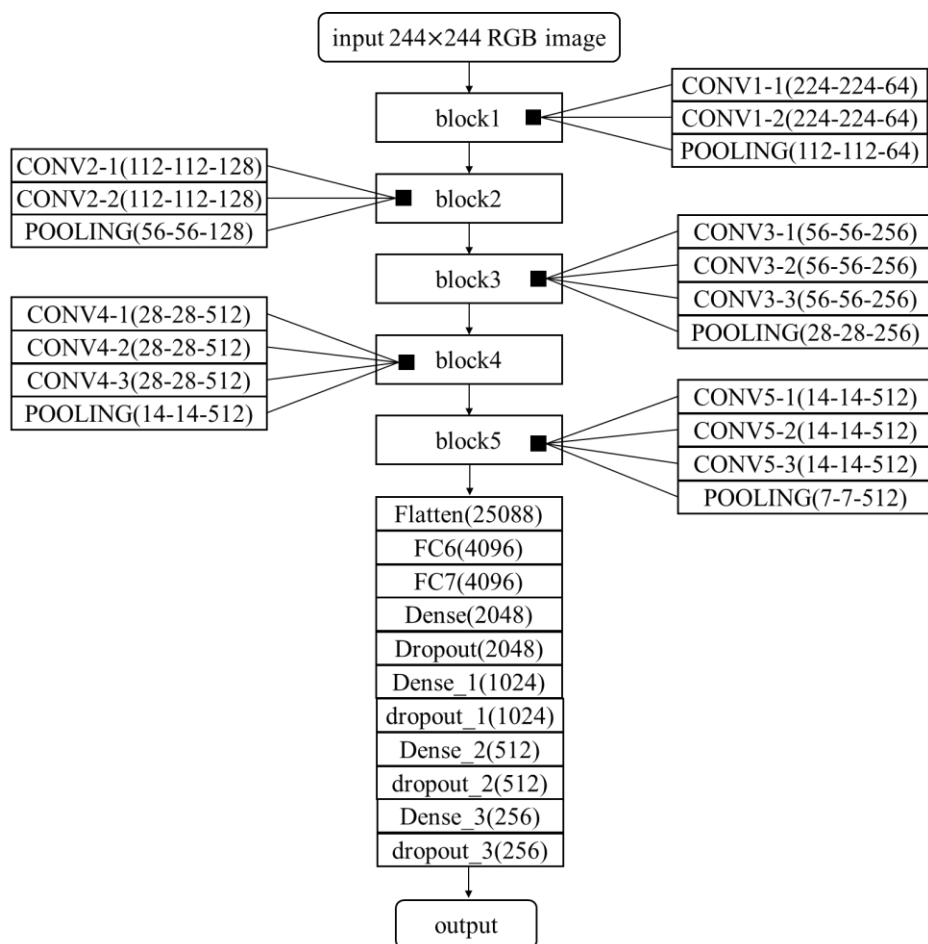 input 244×244 RGB image
block1
CONV1-1(224-224-64)
CONV1-2(224-224-64)
POOLING(112-112-64)
CONV2-1(112-112-128)
CONV2-2(112-112-128)
POOLING(56-56-128)
block2
block3
CONV3-1(56-56-256)
CONV3-2(56-56-256)
CONV3-3(56-56-256)
POOLING(28-28-256)
CONV4-1(28-28-512)
CONV4-2(28-28-512)
CONV4-3(28-28-512)
POOLING(14-14-512)
block4
block5
CONV5-1(14-14-512)
CONV5-2(14-14-512)
CONV5-3(14-14-512)
POOLING(7-7-512)
Flatten(25088)
FC6(4096)
FC7(4096)
Dense(2048)
Dropout(2048)
Dense_1(1024)
dropout_1(1024)
Dense_2(512)
dropout_2(512)
Dense_3(256)
dropout_3(256)
output